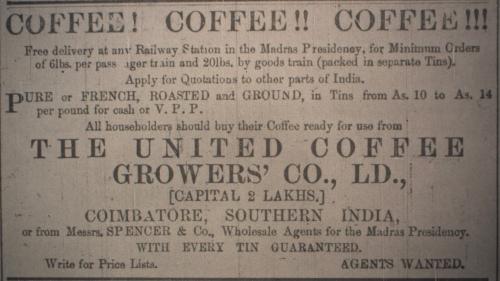 COFFEE! COFFEE!! COFFEE!!!
Free delivery at any Railway Station in the Madras Presidency, for Minimum Orders
of 6lbs. per passenger train and 20lbs. by goods train (packed in separate Tins).
Apply for Quotations to other parts of India.
PURE or FRENCH, ROASTED and GROUND, in Tins from As. 10 to As. 14
per pound for cash or V. P. P.
All householders should buy their Coffee ready for use from
THE UNITED COFFEE
GROWERS' CO., LD.,
[CAPITAL 2 LAKHS.]
COIMBATORE, SOUTHERN INDIA,
or from Messrs. SPENCER & Co., Wholesale Agents for the Madras Presidency.
WITH EVERY TIN GUARANTEED.
Write for Price Lists. AGENTS WANTED.